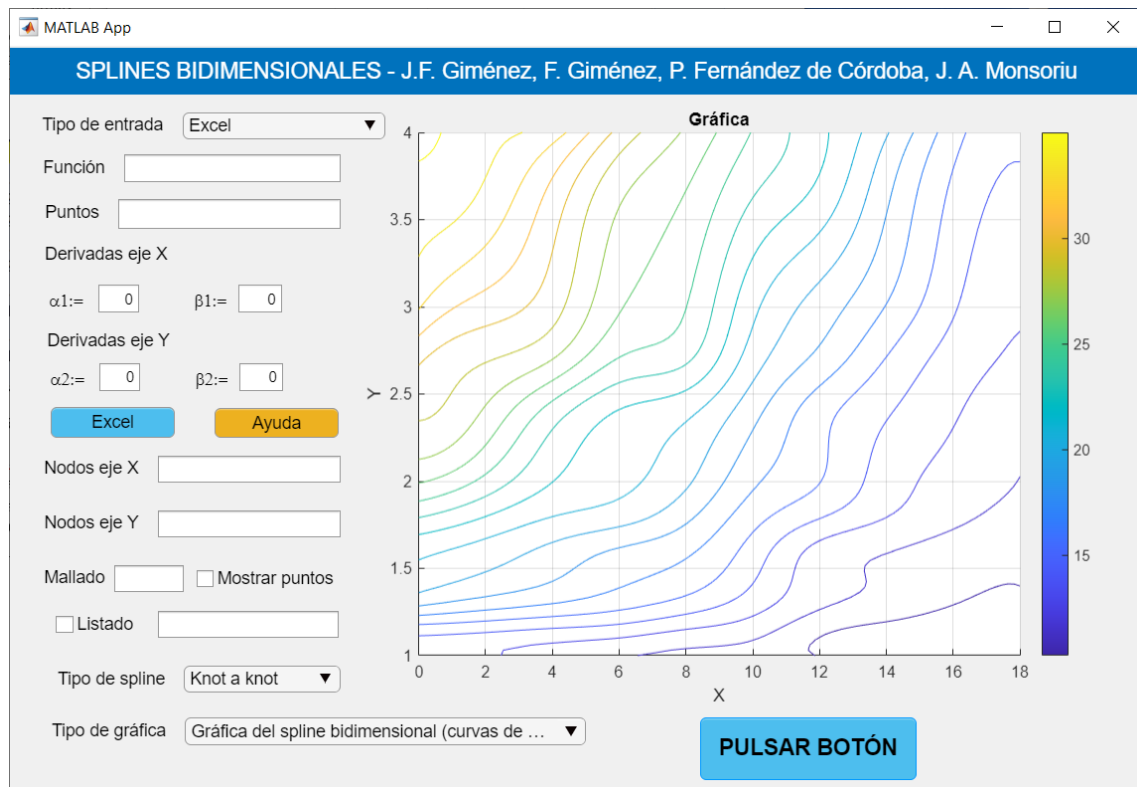 MATLAB App
SPLINES BIDIMENSIONALES - J.F. Giménez, F. Giménez, P. Fernández de Córdoba, J. A. Monsoriu
Tipo de entrada Excel
Función
Puntos
Derivadas eje X
α1:= 0 β1:= 0
Derivadas eje Y
α2:= 0 β2:= 0
Excel Ayuda
Nodos eje X
Nodos eje Y
Mallado Mostrar puntos
Listado
Tipo de spline Knot a knot
Tipo de gráfica Gráfica del spline bidimensional (curvas de ...
Gráfica
4
3.5
3
2.5
2
1.5
1
Y
0 2 4 6 8 10 12 14 16 18
X
30
25
20
15
PULSAR BOTÓN